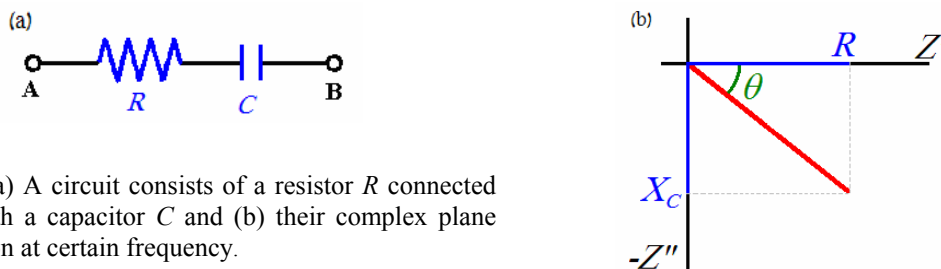 (a)
A R C B
a) A circuit consists of a resistor R connected
h a capacitor C and (b) their complex plane
n at certain frequency.
(b)
R Z
θ
X_C
-Z"